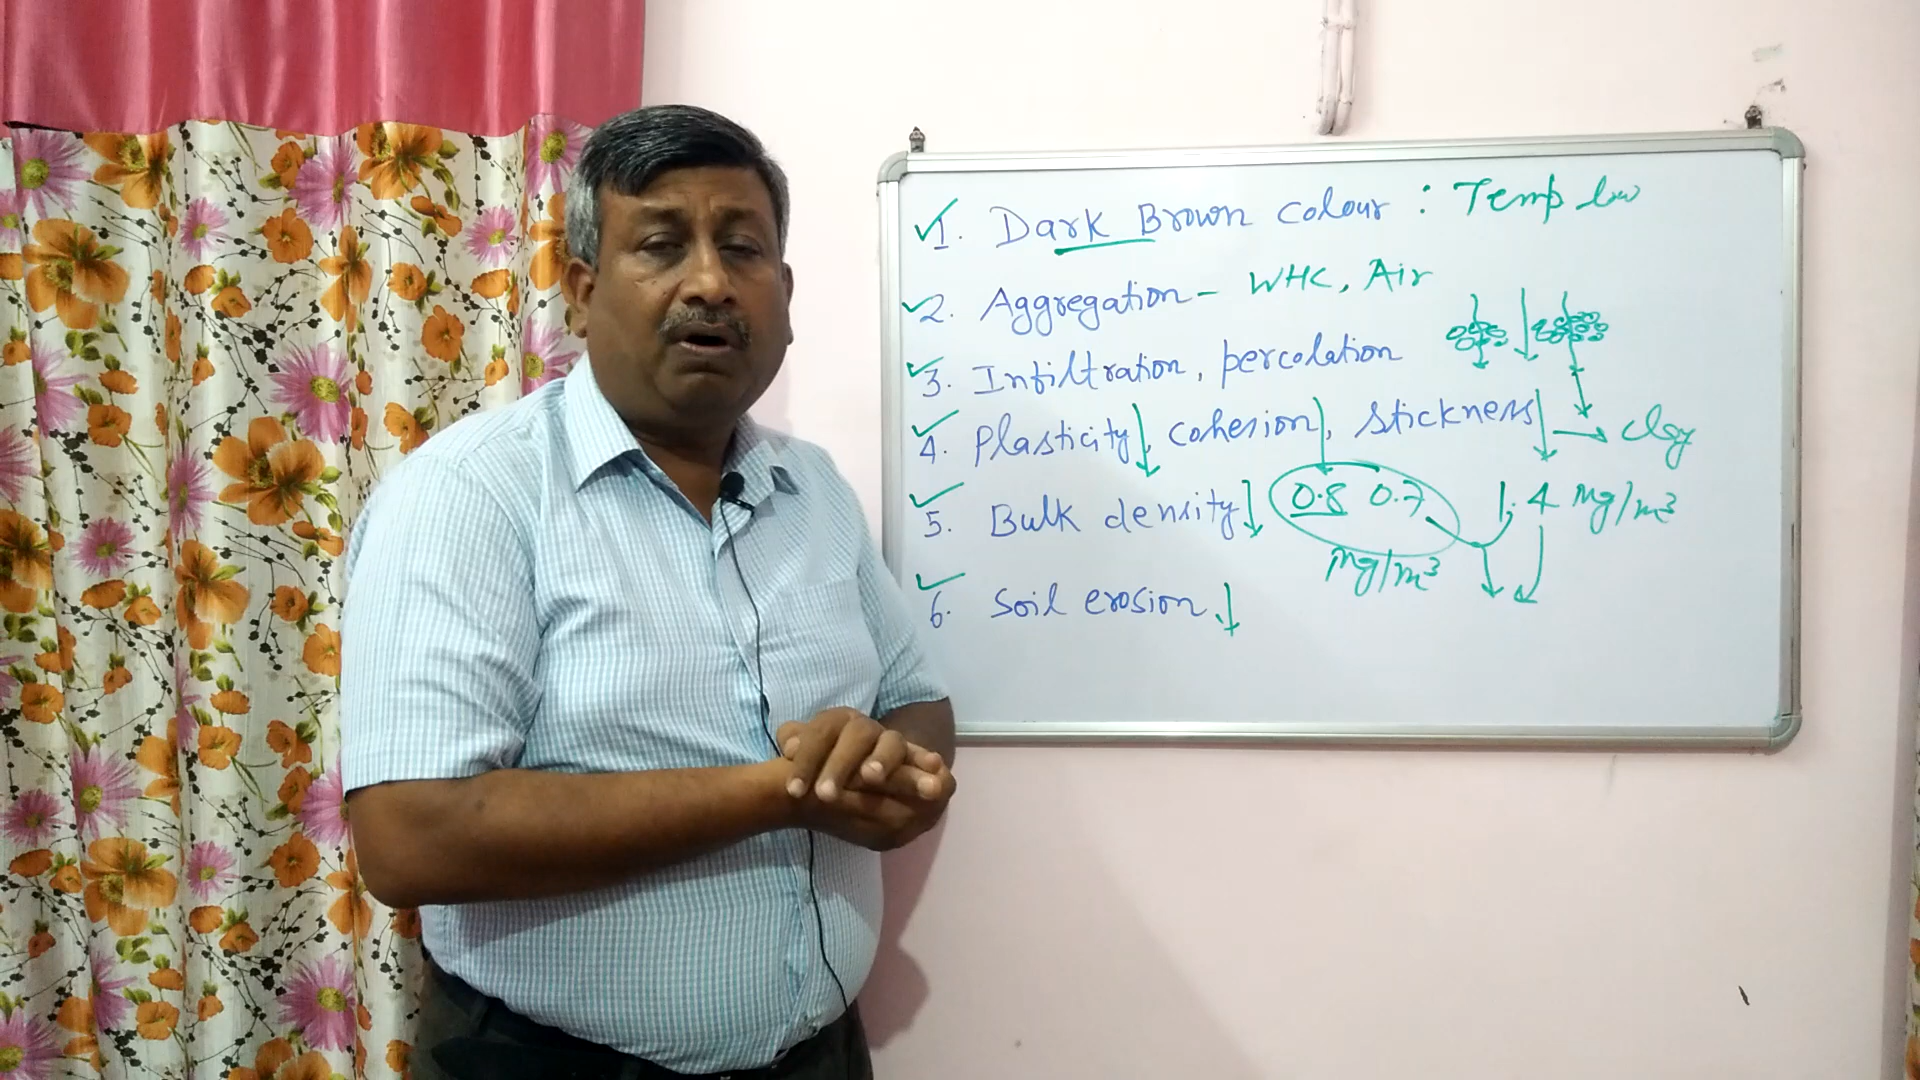 1. Dark Brown colour : Temp low
2. Aggregation - WHC, Air
3. Infiltration, percolation
4. Plasticity↓, cohesion↓, stickness↓ → clay
5. Bulk density↓ 0.8 0.7 1.4 Mg/m³
Mg/m³
6. Soil erosion↓